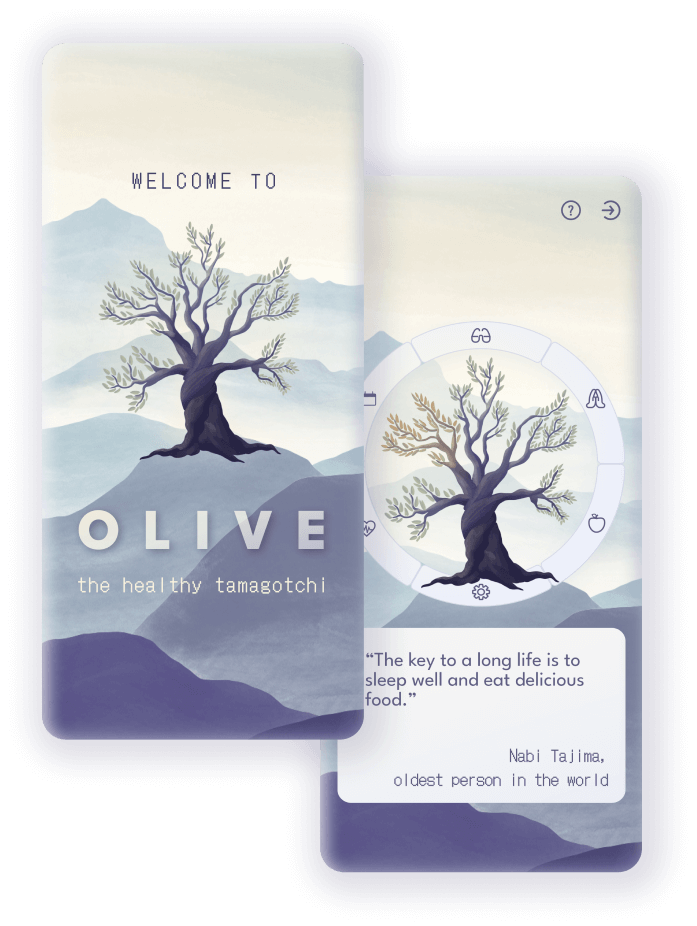 WELCOME TO
OLIVE
the healthy tamagotchi
?
“The key to a long life is to
sleep well and eat delicious
food.”
Nabi Tajima,
oldest person in the world